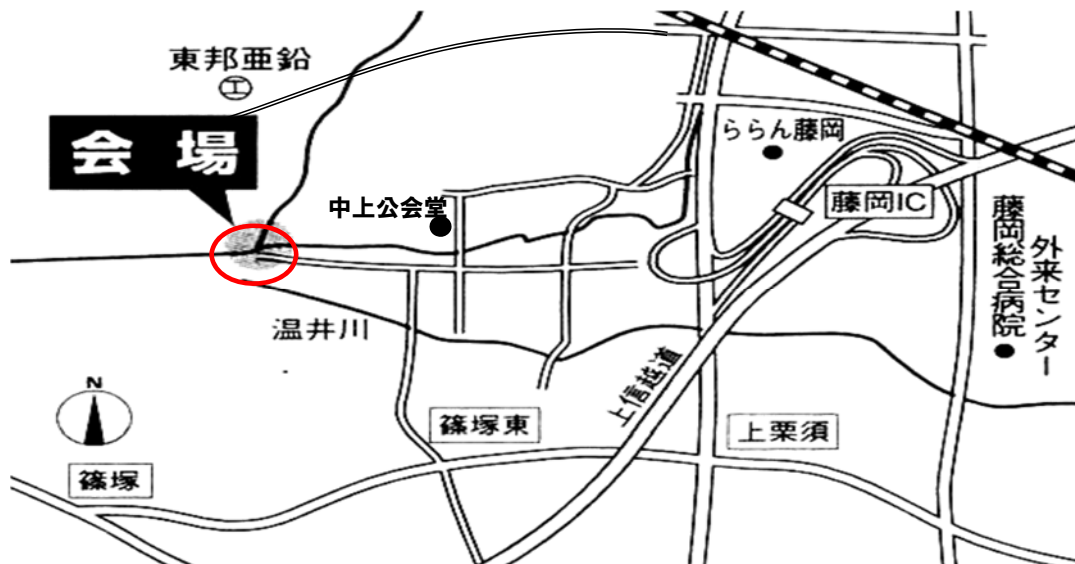 東邦亜鉛
工
会場
ららん藤岡
中上公会堂
藤岡IC
藤岡総合病院
外来センター
温井川
上信越道
N
篠塚東
上栗須
篠塚